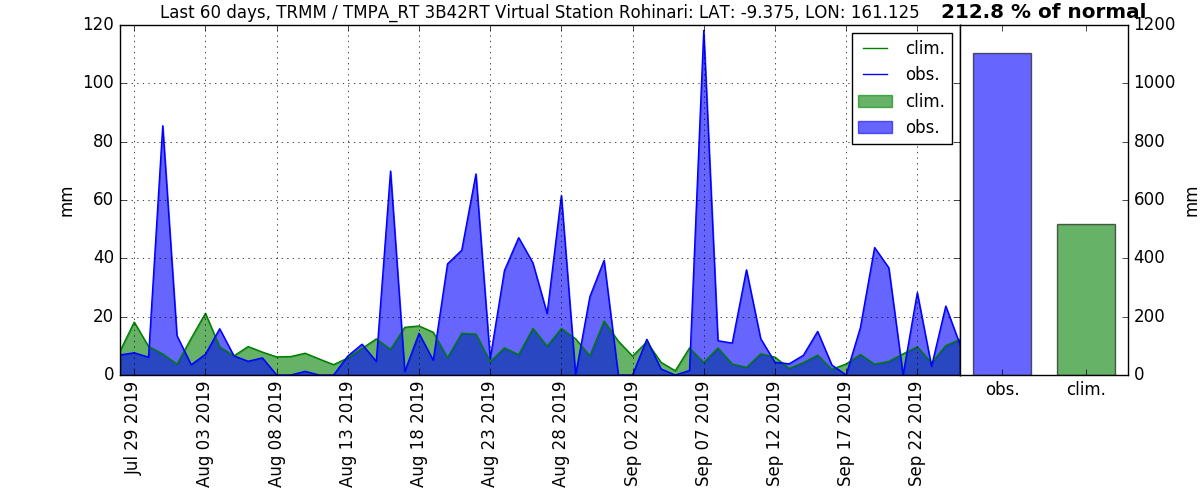 Last 60 days, TRMM / TMPA_RT 3B42RT Virtual Station Rohinari: LAT: -9.375, LON: 161.125
212.8 % of normal
120
100
80
60
40
20
0
mm
clim.
obs.
clim.
obs.
1200
1000
800
600
400
200
0
mm
Jul 29 2019
Aug 03 2019
Aug 08 2019
Aug 13 2019
Aug 18 2019
Aug 23 2019
Aug 28 2019
Sep 02 2019
Sep 07 2019
Sep 12 2019
Sep 17 2019
Sep 22 2019
obs.
clim.